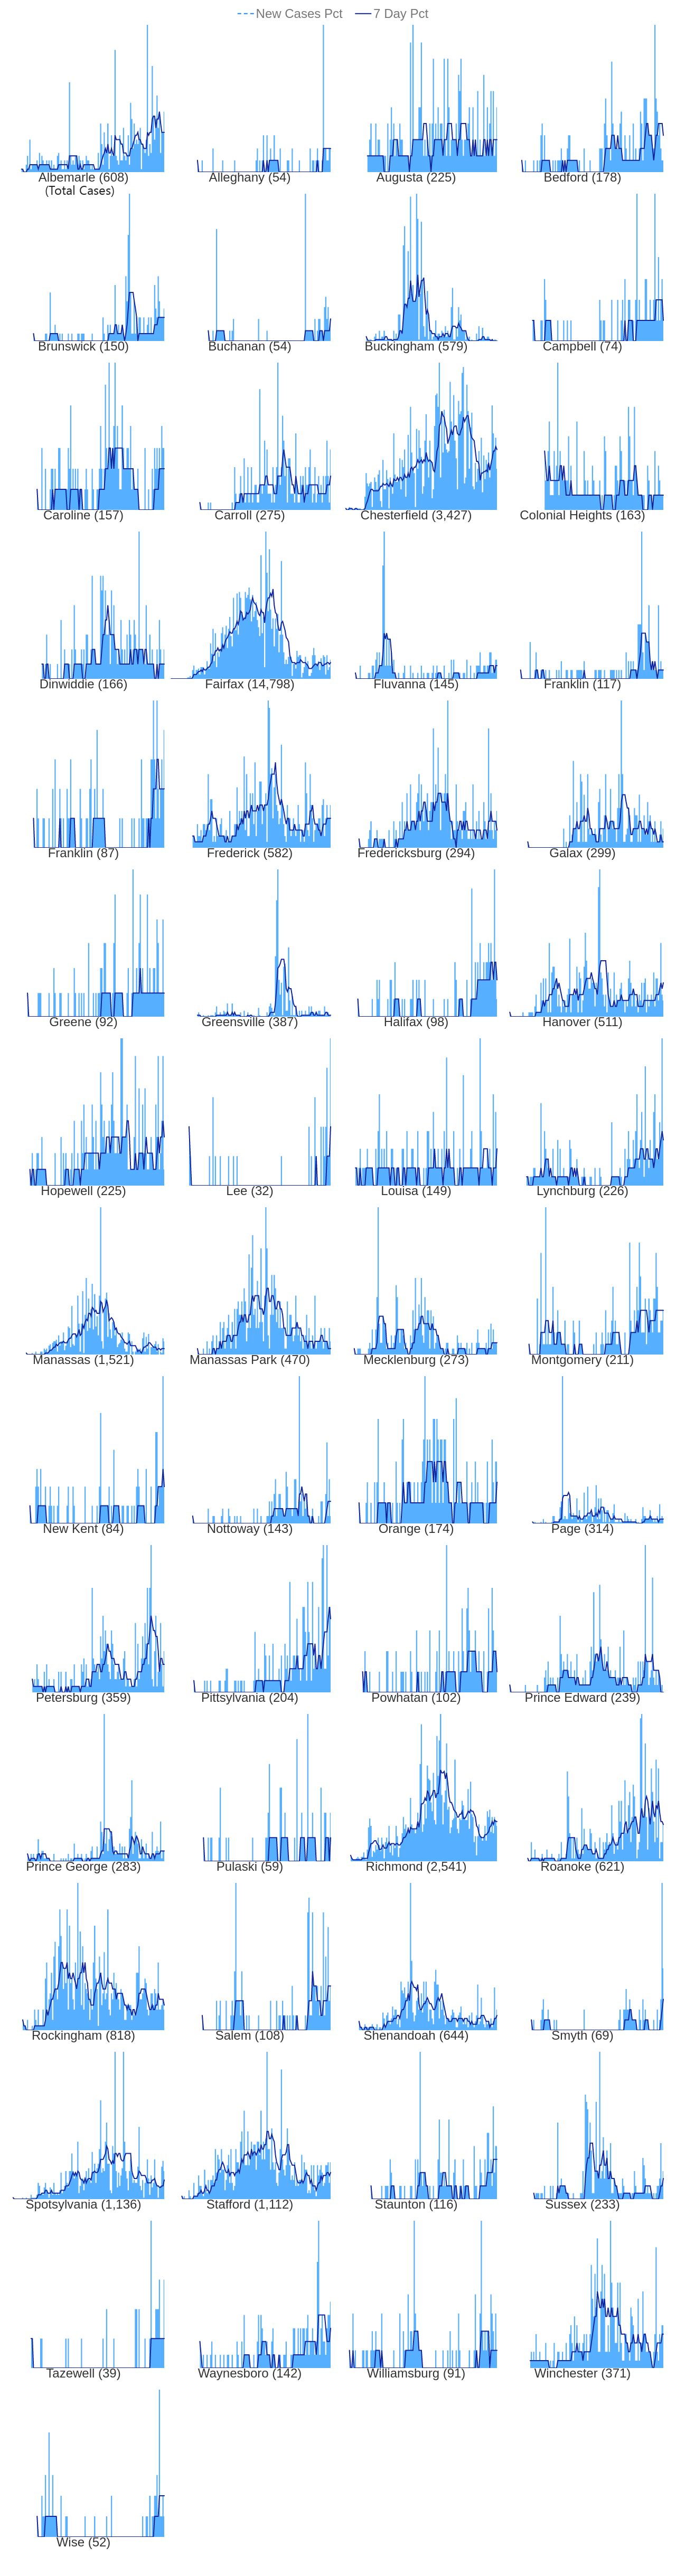 New Cases Pct 7 Day Pct
Albemarle (608) Alleghany (54) Augusta (225) Bedford (178)
(Total Cases)
Brunswick (150) Buchanan (54) Buckingham (579) Campbell (74)
Caroline (157) Carroll (275) Chesterfield (3,427) Colonial Heights (163)
Dinwiddie (166) Fairfax (14,798) Fluvanna (145) Franklin (117)
Franklin (87) Frederick (582) Fredericksburg (294) Galax (299)
Greene (92) Greensville (387) Halifax (98) Hanover (511)
Hopewell (225) Lee (32) Louisa (149) Lynchburg (226)
Manassas (1,521) Manassas Park (470) Mecklenburg (273) Montgomery (211)
New Kent (84) Nottoway (143) Orange (174) Page (314)
Petersburg (359) Pittsylvania (204) Powhatan (102) Prince Edward (239)
Prince George (283) Pulaski (59) Richmond (2,541) Roanoke (621)
Rockingham (818) Salem (108) Shenandoah (644) Smyth (69)
Spotsylvania (1,136) Stafford (1,112) Staunton (116) Sussex (233)
Tazewell (39) Waynesboro (142) Williamsburg (91) Winchester (371)
Wise (52)